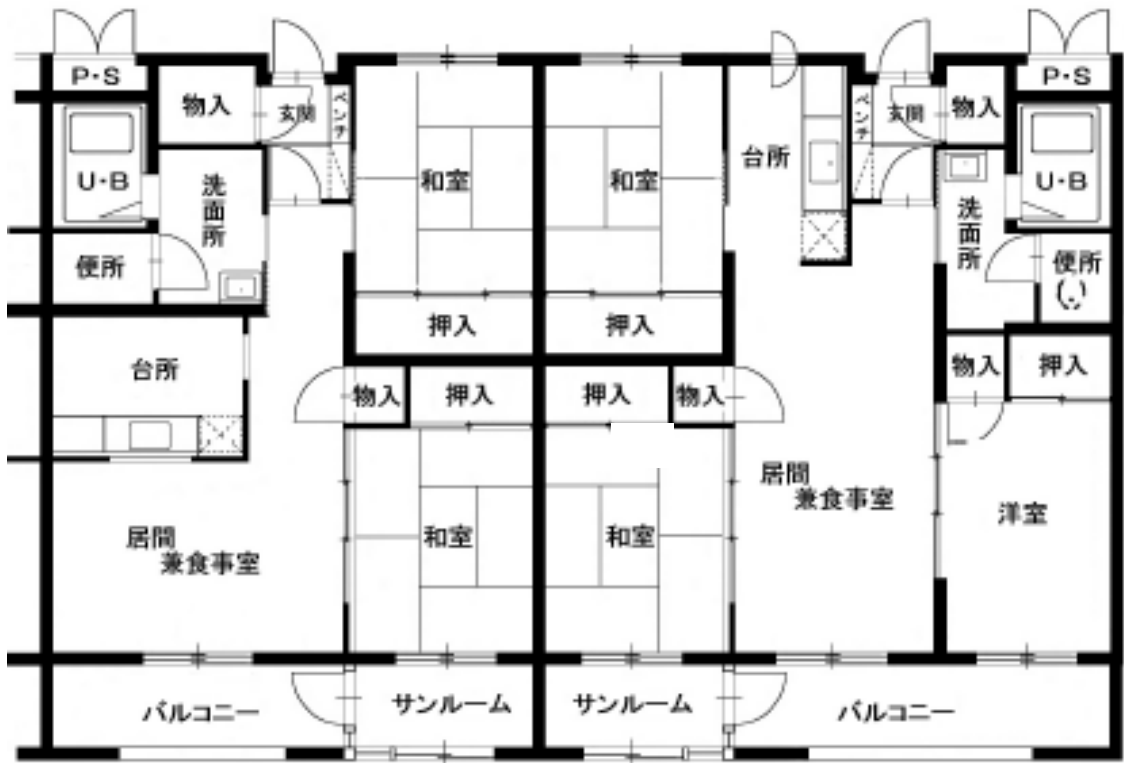 P・S
P・S
物入
玄関
ベンチ
ベンチ
玄関
物入
台所
U・B
洗面所
和室
和室
洗面所
U・B
便所
便所
押入
押入
台所
物入
押入
押入
物入
物入
押入
居間
兼食事室
和室
和室
居間
兼食事室
洋室
バルコニー
サンルーム
サンルーム
バルコニー